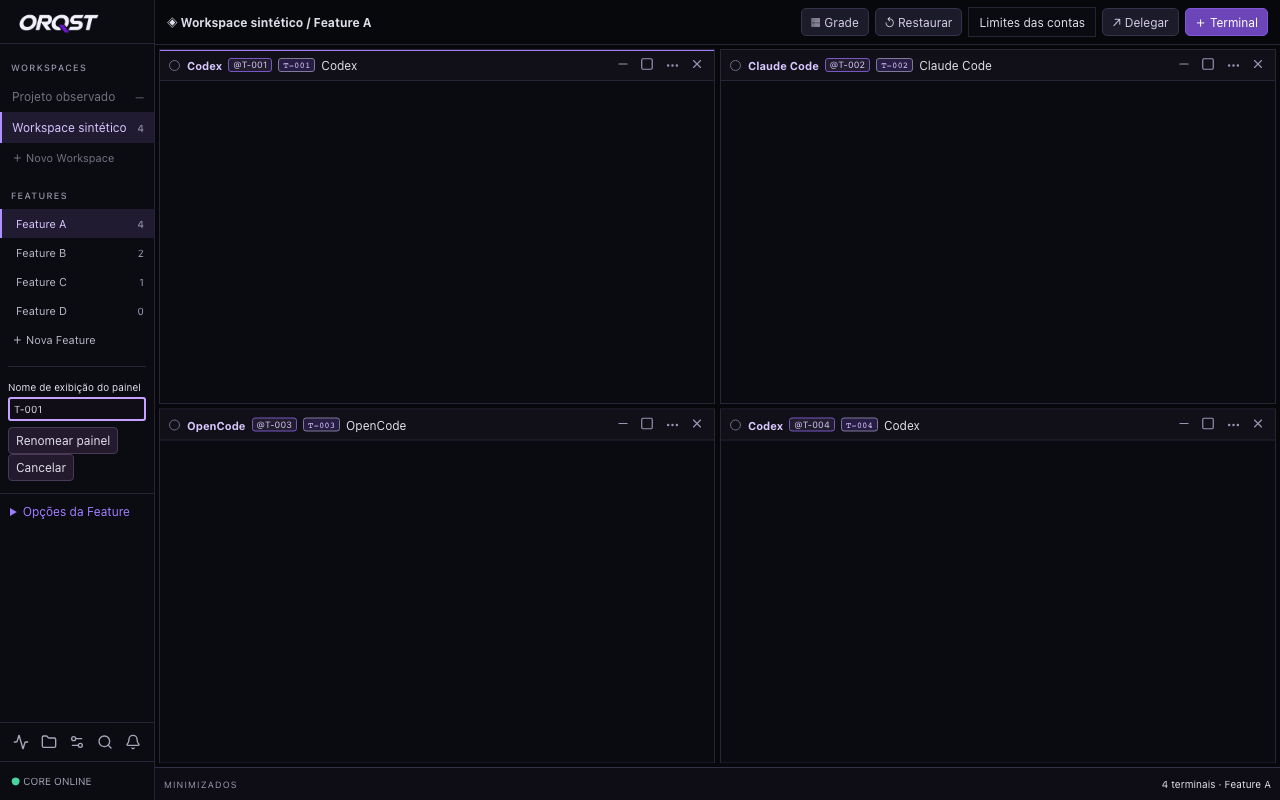 ORQST
◈ Workspace sintético / Feature A
▦ Grade
↺ Restaurar
Limites das contas
↗ Delegar
+ Terminal
WORKSPACES
Projeto observado —
Workspace sintético 4
+ Novo Workspace
FEATURES
Feature A 4
Feature B 2
Feature C 1
Feature D 0
+ Nova Feature
Nome de exibição do painel
T-001
Renomear painel
Cancelar
▶ Opções da Feature
CORE ONLINE
Codex @T-001 T-001 Codex
Claude Code @T-002 T-002 Claude Code
OpenCode @T-003 T-003 OpenCode
Codex @T-004 T-004 Codex
MINIMIZADOS
4 terminais · Feature A